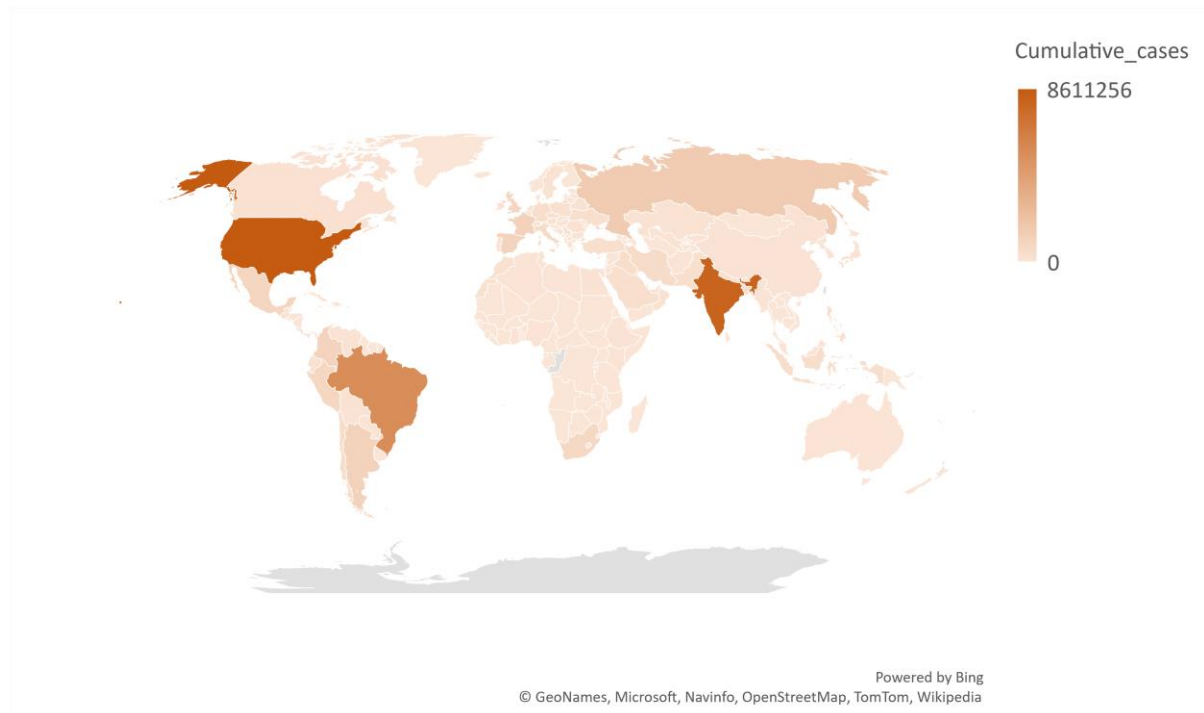 Cumulative_cases
8611256
0
Powered by Bing
© GeoNames, Microsoft, Navinfo, OpenStreetMap, TomTom, Wikipedia